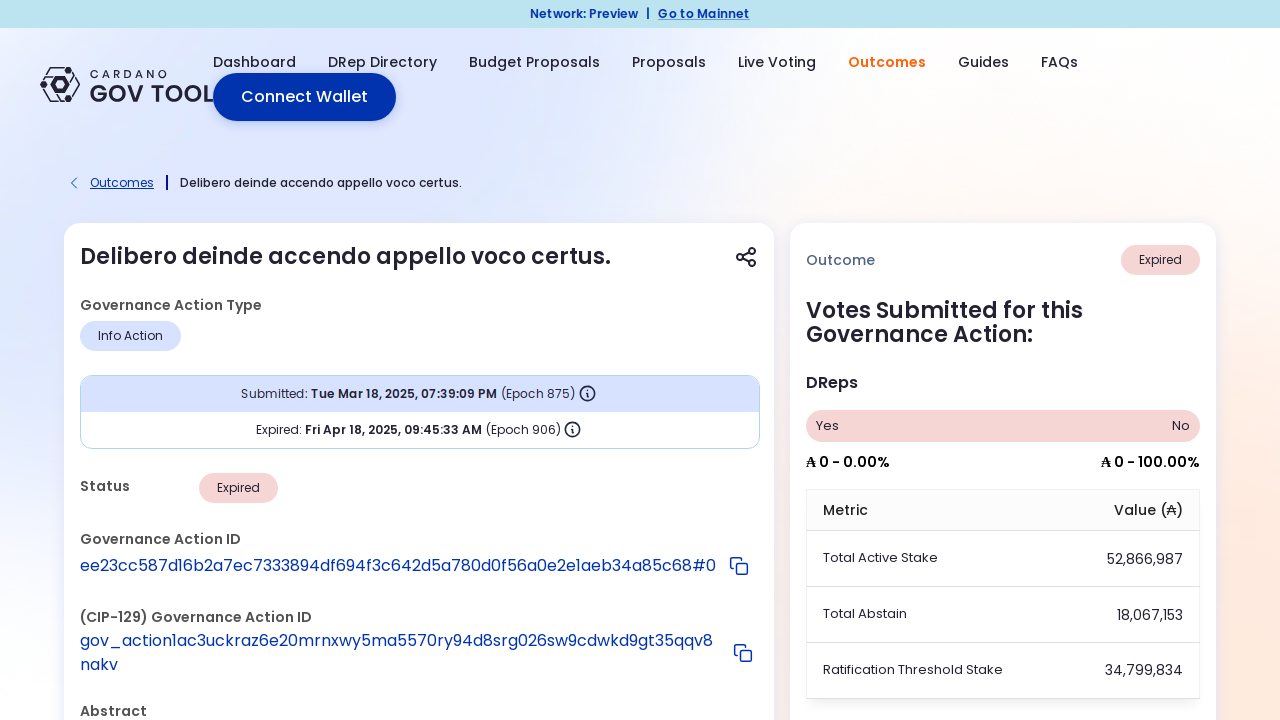 Network: Preview | Go to Mainnet
CARDANO
GOV TOOL
Dashboard DRep Directory Budget Proposals Proposals Live Voting Outcomes Guides FAQs
Connect Wallet
Outcomes | Delibero deinde accendo appello voco certus.
Delibero deinde accendo appello voco certus.
Governance Action Type
Info Action
Submitted: Tue Mar 18, 2025, 07:39:09 PM (Epoch 875)
Expired: Fri Apr 18, 2025, 09:45:33 AM (Epoch 906)
Status Expired
Governance Action ID
ee23cc587d16b2a7ec7333894df694f3c642d5a780d0f56a0e2e1aeb34a85c68#0
(CIP-129) Governance Action ID
gov_action1ac3uckraz6e20mrnxwy5ma5570ry94d8srg026sw9cdwkd9gt35qqv8
nakv
Abstract
Outcome Expired
Votes Submitted for this
Governance Action:
DReps
Yes No
₳ 0 - 0.00% ₳ 0 - 100.00%
Metric Value (₳)
Total Active Stake 52,866,987
Total Abstain 18,067,153
Ratification Threshold Stake 34,799,834